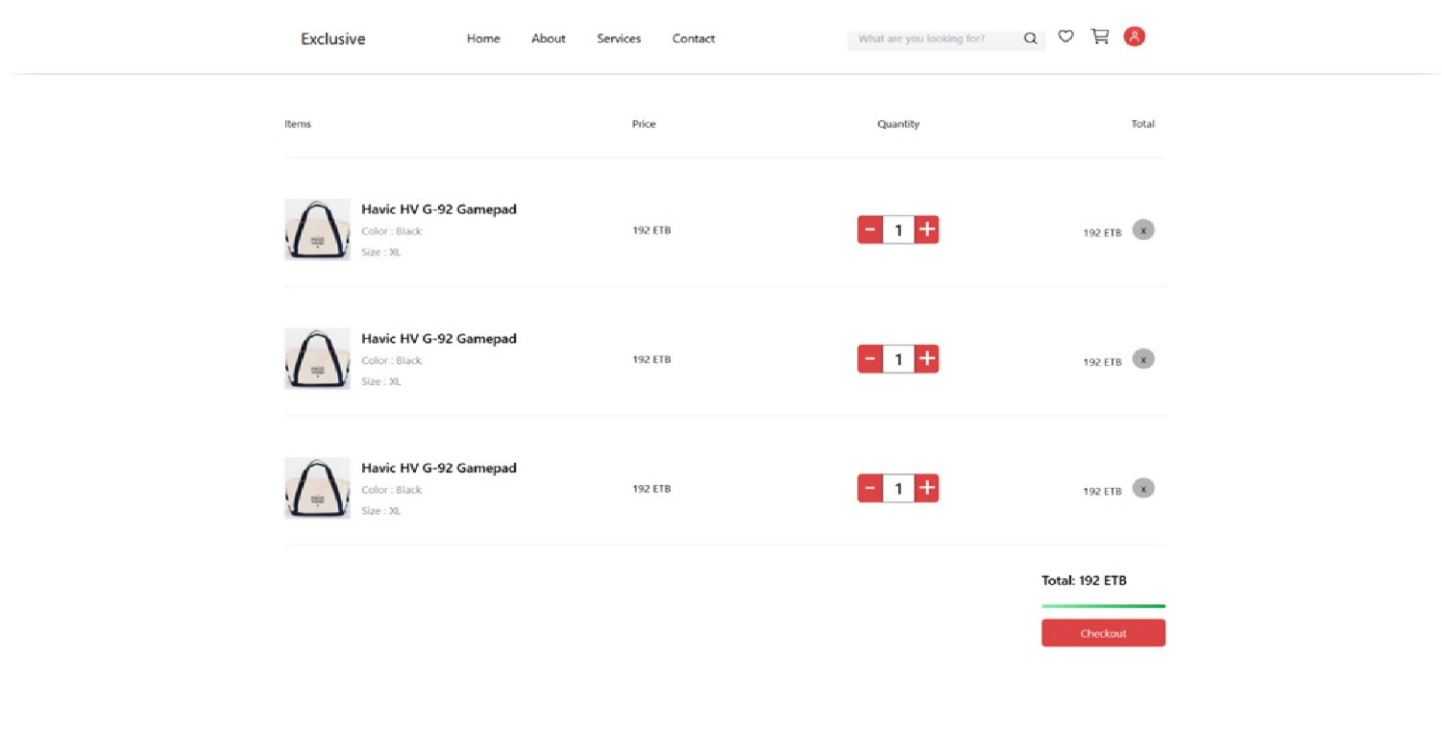 Exclusive Home About Services Contact What are you looking for?
Items Price Quantity Total
Havic HV G-92 Gamepad
Color : Black
Size : XL
192 ETB - 1 + 192 ETB x
Havic HV G-92 Gamepad
Color : Black
Size : XL
192 ETB - 1 + 192 ETB x
Havic HV G-92 Gamepad
Color : Black
Size : XL
192 ETB - 1 + 192 ETB x
Total: 192 ETB
Checkout